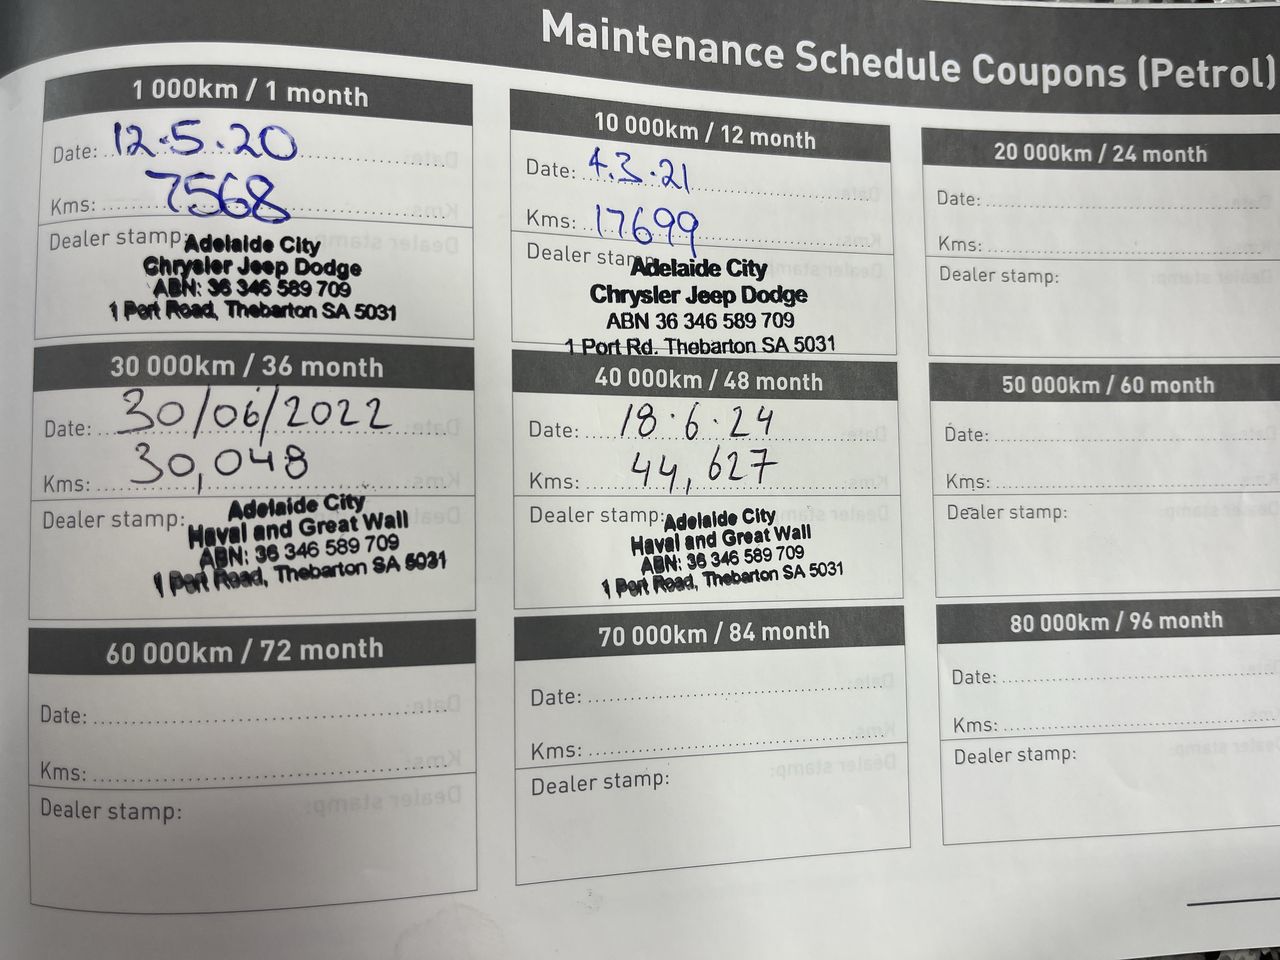 Maintenance Schedule Coupons (Petrol)
1 000km / 1 month
Date: 12.5.20
Kms: 7568
Dealer stamp:
Adelaide City
Chrysler Jeep Dodge
ABN: 36 346 589 709
1 Port Road, Thebarton SA 5031
10 000km / 12 month
Date: 4.3.21
Kms: 17699
Dealer stamp
Adelaide City
Chrysler Jeep Dodge
ABN 36 346 589 709
1 Port Rd. Thebarton SA 5031
20 000km / 24 month
Date:
Kms:
Dealer stamp:
30 000km / 36 month
Date: 30/06/2022
Kms: 30,048
Dealer stamp:
Adelaide City
Haval and Great Wall
ABN: 36 346 589 709
1 Port Road, Thebarton SA 5031
40 000km / 48 month
Date: 18.6.24
Kms: 44,627
Dealer stamp:
Adelaide City
Haval and Great Wall
ABN: 36 346 589 709
1 Port Road, Thebarton SA 5031
50 000km / 60 month
Date:
Kms:
Dealer stamp:
60 000km / 72 month
Date:
Kms:
Dealer stamp:
70 000km / 84 month
Date:
Kms:
Dealer stamp:
80 000km / 96 month
Date:
Kms:
Dealer stamp: